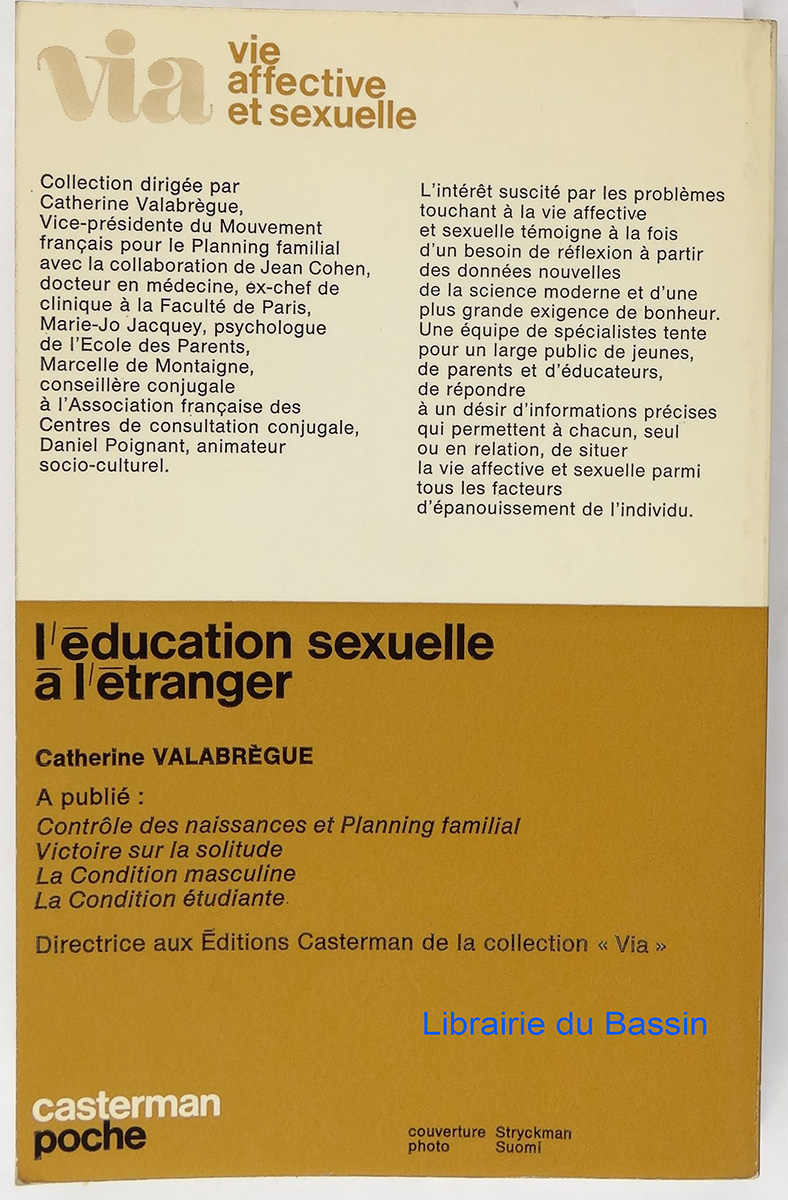 via
vie
affective
et sexuelle
Collection dirigée par
Catherine Valabrègue,
Vice-présidente du Mouvement
français pour le Planning familial
avec la collaboration de Jean Cohen,
docteur en médecine, ex-chef de
clinique à la Faculté de Paris,
Marie-Jo Jacquey, psychologue
de l'Ecole des Parents,
Marcelle de Montaigne,
conseillère conjugale
à l'Association française des
Centres de consultation conjugale,
Daniel Poignant, animateur
socio-culturel.
L'intérêt suscité par les problèmes
touchant à la vie affective
et sexuelle témoigne à la fois
d'un besoin de réflexion à partir
des données nouvelles
de la science moderne et d'une
plus grande exigence de bonheur.
Une équipe de spécialistes tente
pour un large public de jeunes,
de parents et d'éducateurs,
de répondre
à un désir d'informations précises
qui permettent à chacun, seul
ou en relation, de situer
la vie affective et sexuelle parmi
tous les facteurs
d'épanouissement de l'individu.
l'éducation sexuelle
à l'étranger
Catherine VALABRÈGUE
A publié :
Contrôle des naissances et Planning familial
Victoire sur la solitude
La Condition masculine
La Condition étudiante.
Directrice aux Éditions Casterman de la collection « Via »
Librairie du Bassin
casterman
poche
couverture Stryckman
photo Suomi